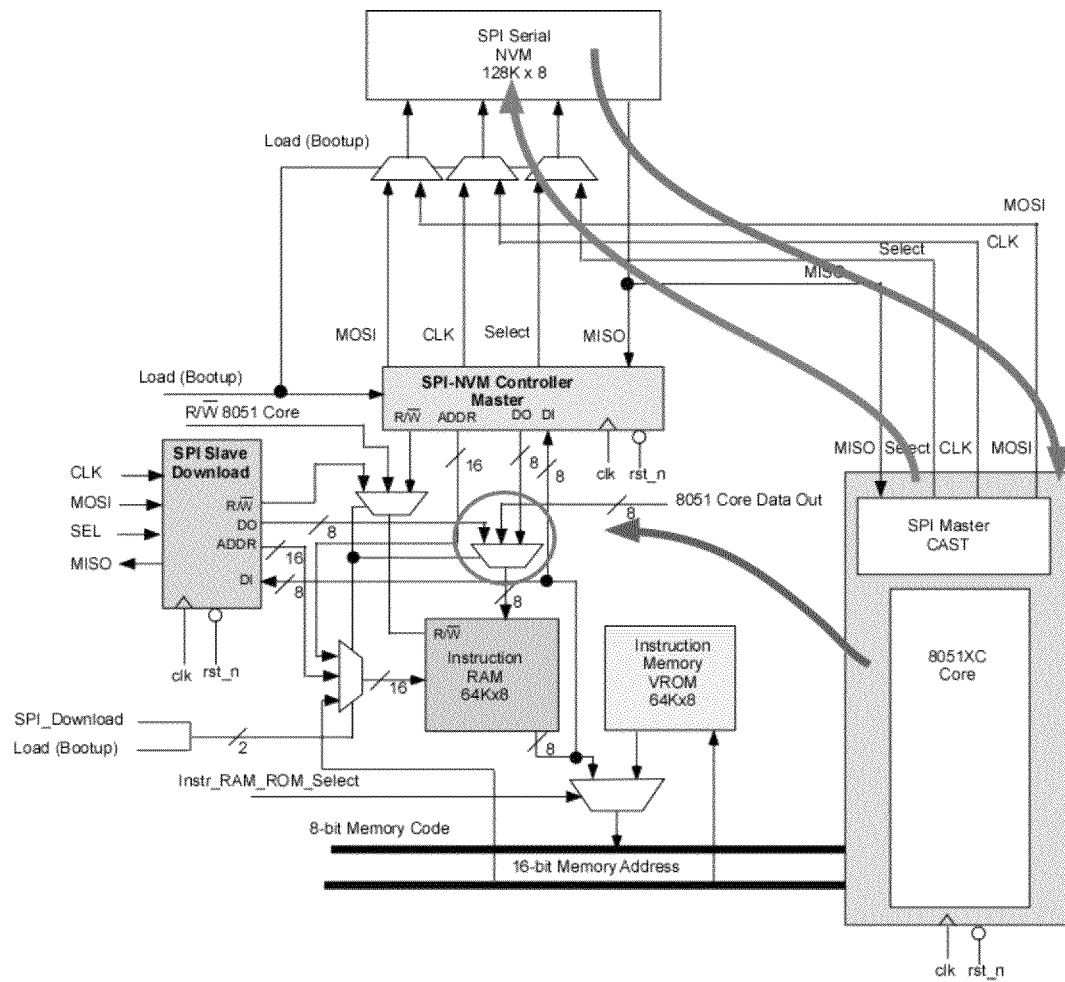 SPI Serial
NVM
128K x 8
Load (Bootup)
MOSI
CLK
Select
MISO
MOSI
CLK
Select
MISO
Load (Bootup)
SPI-NVM Controller
Master
R/W ADDR DO DI
R/W 8051 Core
clk rst_n
MISO Select CLK MOSI
SPI Slave
Download
CLK
MOSI
SEL
MISO
R/W
DO
ADDR
DI
clk rst_n
16
8
8
8051 Core Data Out
8
8
16
8
8
SPI Master
CAST
8051XC
Core
R/W
Instruction
RAM
64Kx8
Instruction
Memory
VROM
64Kx8
16
SPI_Download
Load (Bootup)
2
8
Instr_RAM_ROM_Select
8-bit Memory Code
16-bit Memory Address
clk rst_n